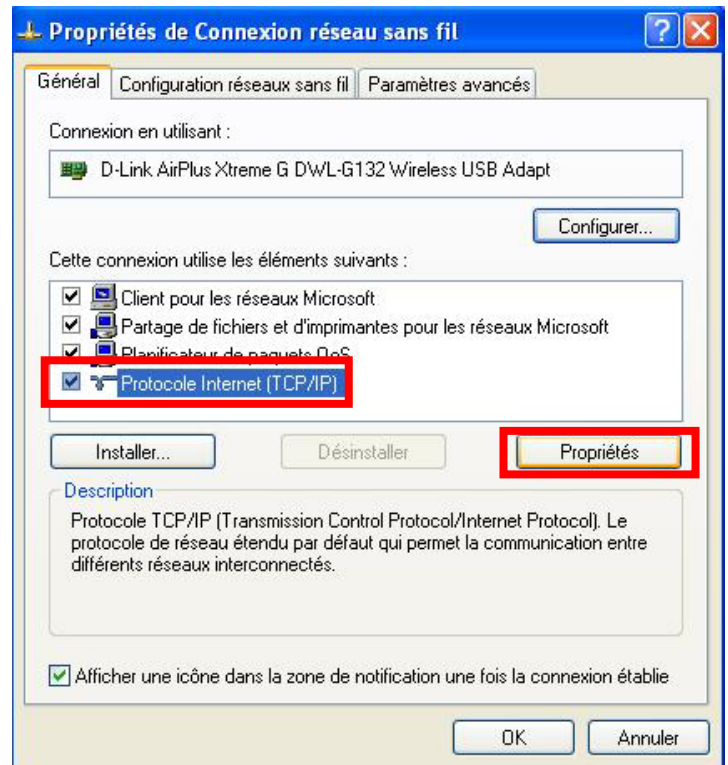 Propriétés de Connexion réseau sans fil
Général Configuration réseaux sans fil Paramètres avancés
Connexion en utilisant :
D-Link AirPlus Xtreme G DWL-G132 Wireless USB Adapt
Configurer...
Cette connexion utilise les éléments suivants :
Client pour les réseaux Microsoft
Partage de fichiers et d'imprimantes pour les réseaux Microsoft
Planificateur de paquets QoS
Protocole Internet (TCP/IP)
Installer... Désinstaller Propriétés
Description
Protocole TCP/IP (Transmission Control Protocol/Internet Protocol). Le
protocole de réseau étendu par défaut qui permet la communication entre
différents réseaux interconnectés.
Afficher une icône dans la zone de notification une fois la connexion établie
OK Annuler